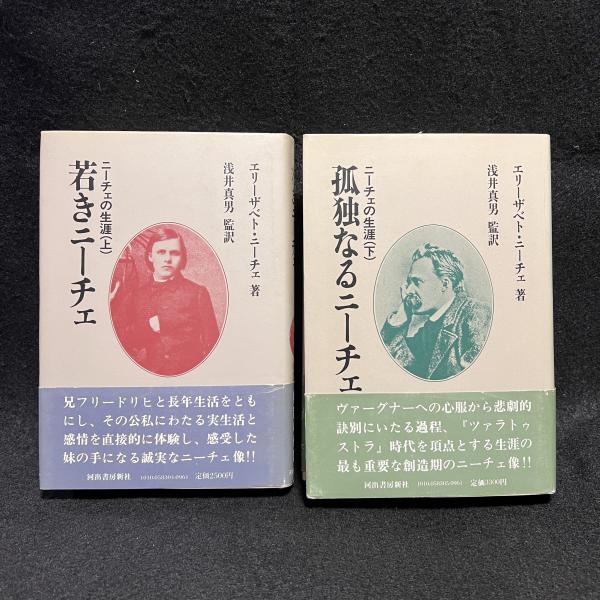 ニーチェの生涯(上)
若きニーチェ
エリーザベト・ニーチェ 著
浅井真男 監訳
兄フリードリヒと長年生活をとも
にし、その公私にわたる実生活と
感情を直接的に体験し、感受した
妹の手になる誠実なニーチェ像!!
河出書房新社 1010-058303-0961 定価2500円
ニーチェの生涯(下)
孤独なるニーチェ
エリーザベト・ニーチェ 著
浅井真男 監訳
ヴァーグナーへの心服から悲劇的
訣別にいたる過程、『ツァラトゥ
ストラ』時代を頂点とする生涯の
最も重要な創造期のニーチェ像!!
河出書房新社 定価3300円